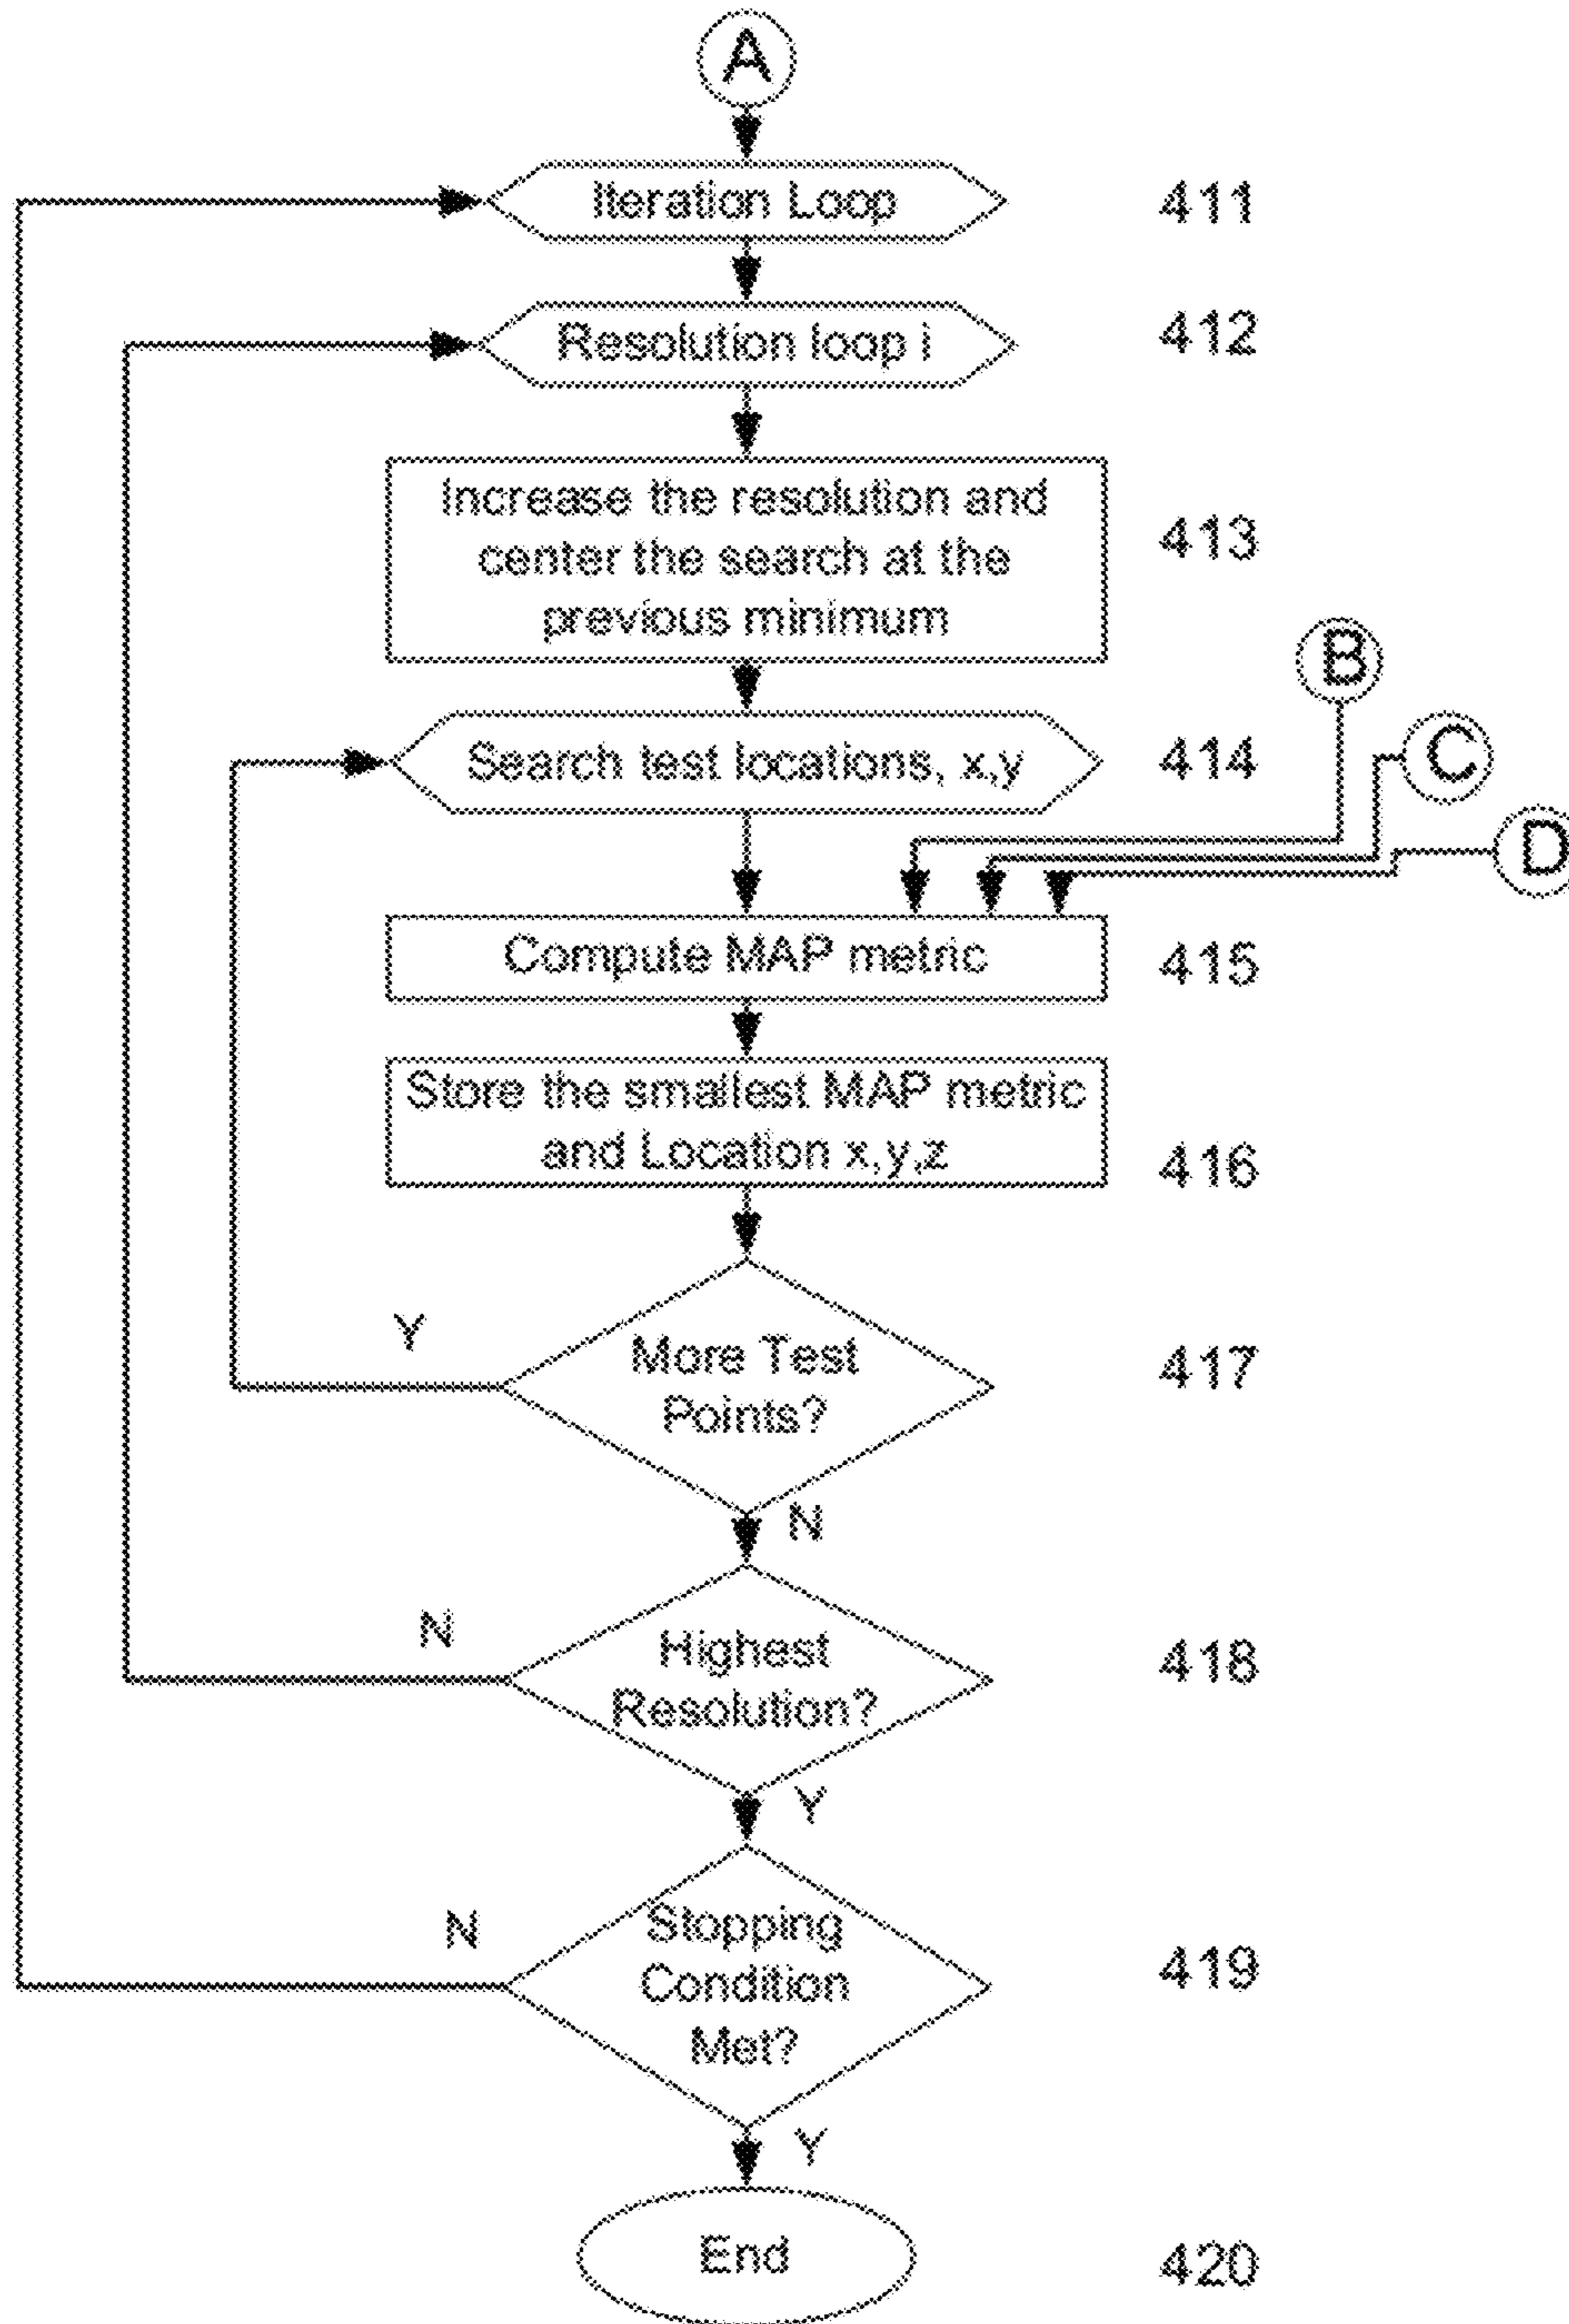 A
Iteration Loop
411
Resolution loop i
412
Increase the resolution and
center the search at the
previous minimum
413
B
Search test locations, x,y
414
C
D
Compute MAP metric
415
Store the smallest MAP metric
and Location x,y,z
416
Y
More Test
Points?
417
N
N
Highest
Resolution?
418
Y
N
Stopping
Condition
Met?
419
Y
End
420